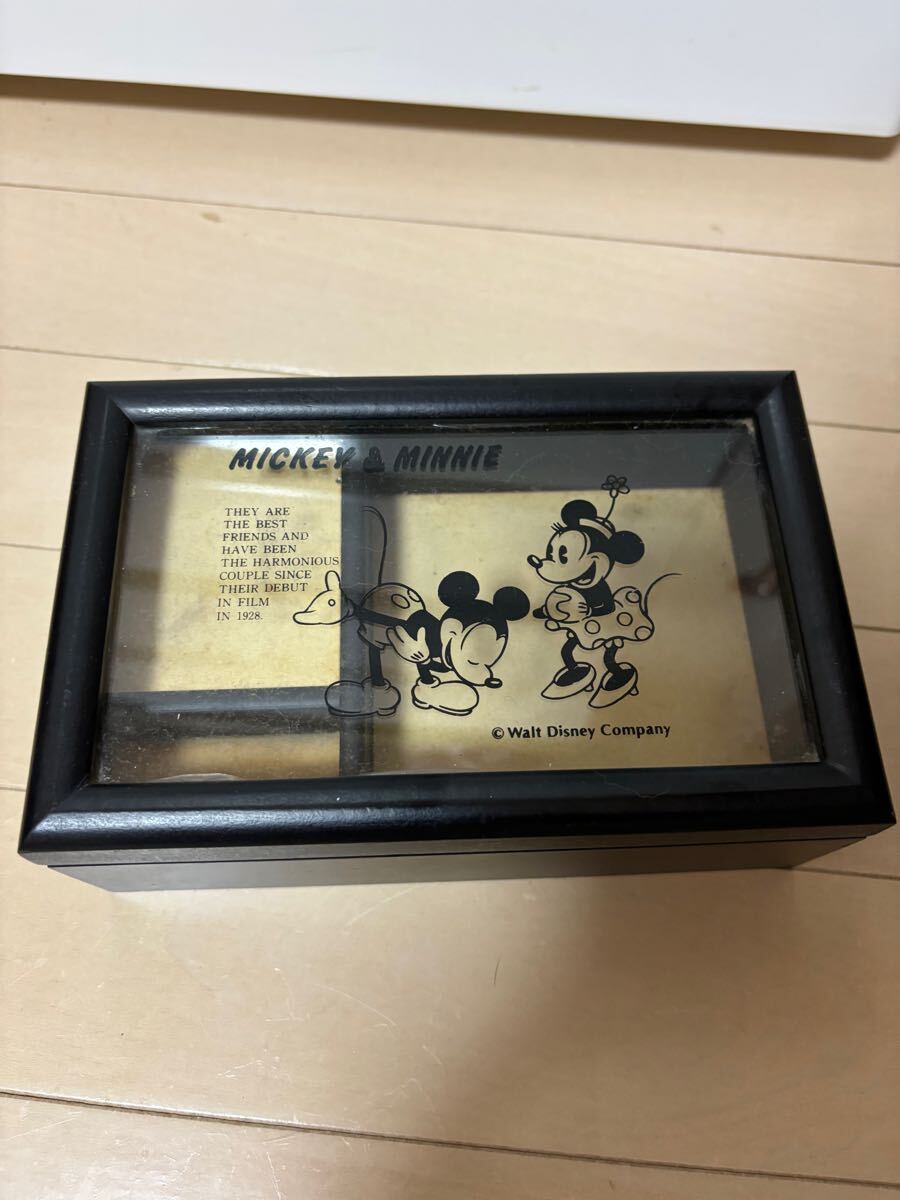 MICKEY & MINNIE
THEY ARE
THE BEST
FRIENDS AND
HAVE BEEN
THE HARMONIOUS
COUPLE SINCE
THEIR DEBUT
IN FILM
IN 1928.
© Walt Disney Company